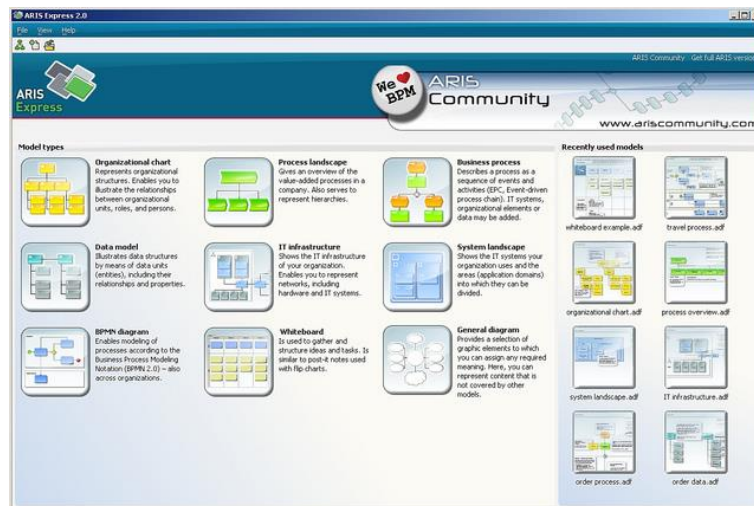 ARIS Express 2.0
File View Help
ARIS Community Get full ARIS version
ARIS
Express
We ❤ BPM
ARIS
Community
www.ariscommunity.com
Model types
Organizational chart
Represents organizational
structures. Enables you to
illustrate the relationships
between organizational
units, roles, and persons.
Process landscape
Gives an overview of the
value-added processes in a
company. Also serves to
represent hierarchies.
Business process
Describes a process as a
sequence of events and
activities (EPC, Event-driven
process chain). IT systems,
organizational elements or
data may be added.
Data model
Illustrates data structures
by means of data units
(entities), including their
relationships and properties.
IT infrastructure
Shows the IT infrastructure
of your organization.
Enables you to represent
networks, including
hardware and IT systems.
System landscape
Shows the IT systems your
organization uses and the
areas (application domains)
into which they can be
divided.
BPMN diagram
Enables modeling of
processes according to the
Business Process Modeling
Notation (BPMN 2.0) – also
across organizations.
Whiteboard
Is used to gather and
structure ideas and tasks. Is
similar to post-it notes used
with flip charts.
General diagram
Provides a selection of
graphic elements to which
you can assign any required
meaning. Here, you can
represent content that is
not covered by other
models.
Recently used models
whiteboard example.adf
travel process.adf
organizational chart.adf
process overview.adf
system landscape.adf
IT infrastructure.adf
order process.adf
order data.adf